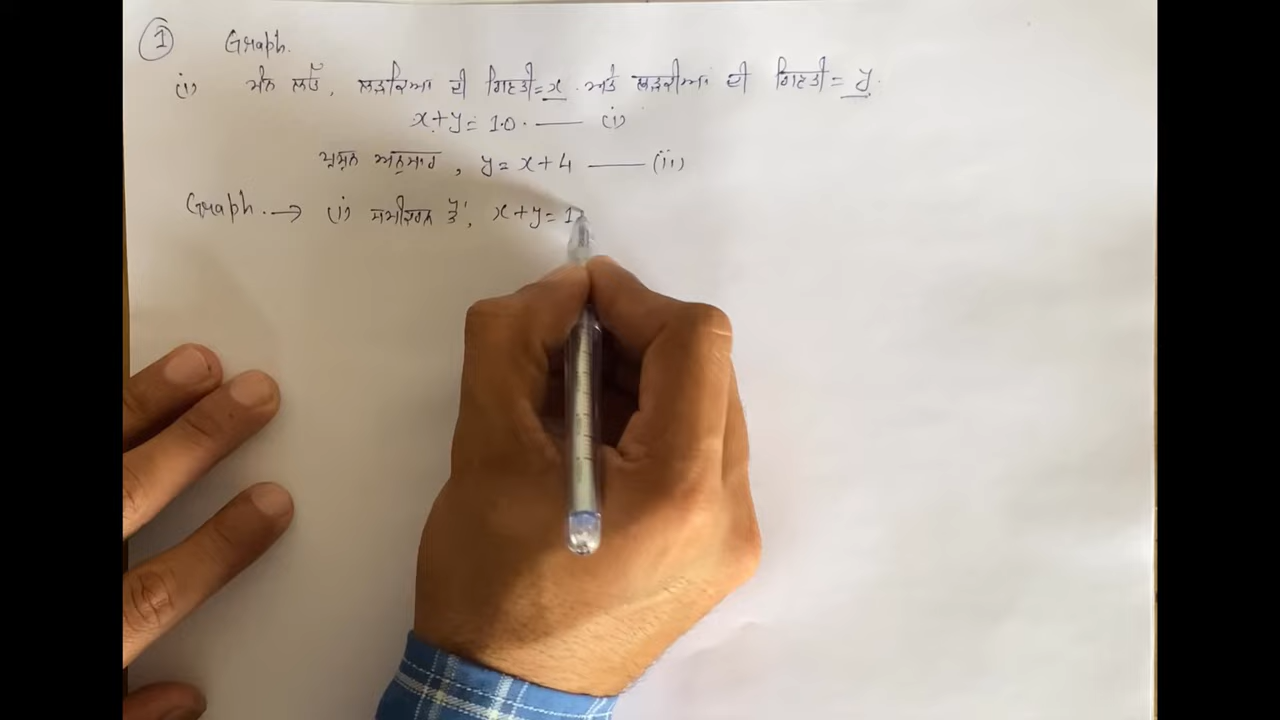 ① Graph.
(i) ਮੰਨ ਲਓ, ਲੜਕਿਆਂ ਦੀ ਗਿਣਤੀ = x ਅਤੇ ਲੜਕੀਆਂ ਦੀ ਗਿਣਤੀ = y.
x+y = 10. — (i)
ਪ੍ਰਸ਼ਨ ਅਨੁਸਾਰ, y = x+4 — (ii)
Graph. → (i) ਸਮੀਕਰਨ ਤੋਂ, x+y = 1